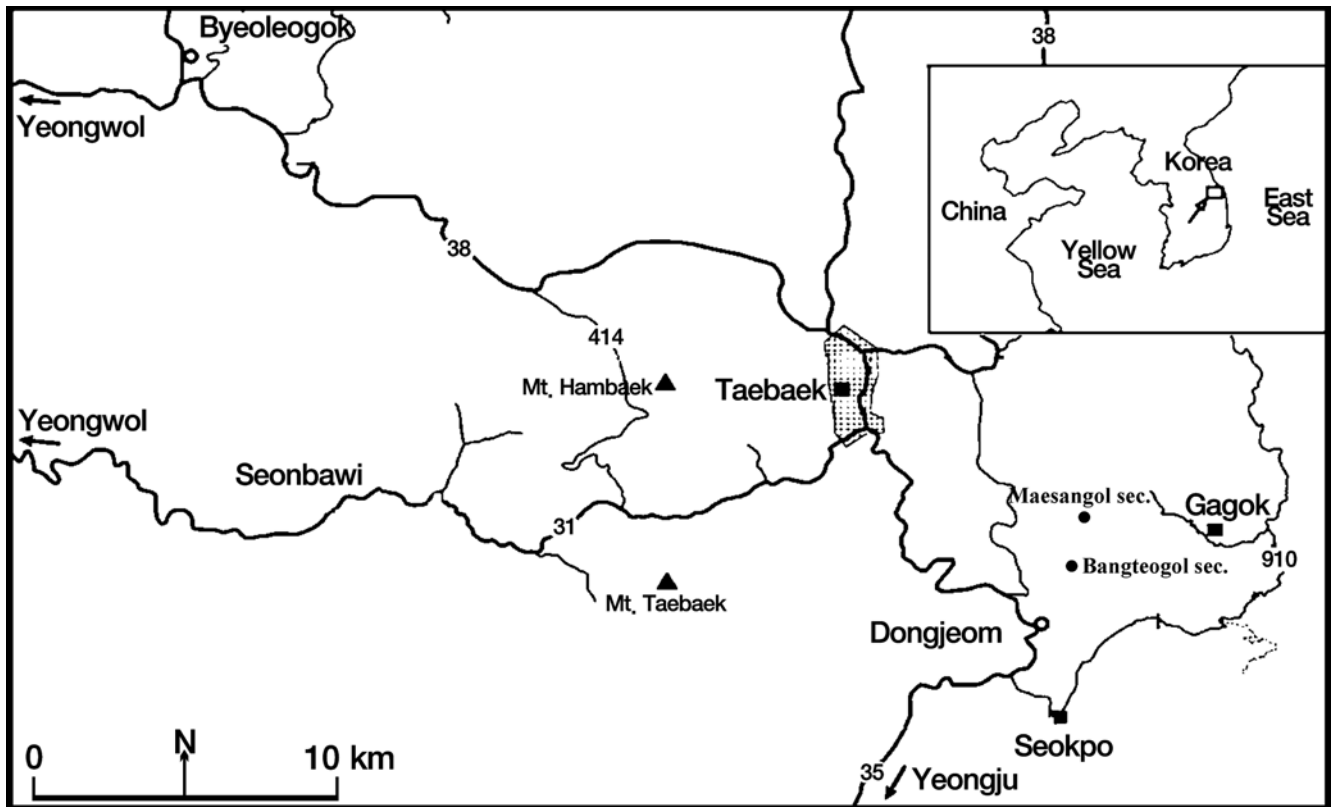 Byeoleogok
38
Yeongwol
Korea
China
East
Sea
Yellow
Sea
38
414
Mt. Hambaek
Taebaek
Yeongwol
Seonbawi
Maesangol sec.
Gagok
31
910
Bangteogol sec.
Mt. Taebaek
Dongjeom
Seokpo
N
0 10 km
35
Yeongju